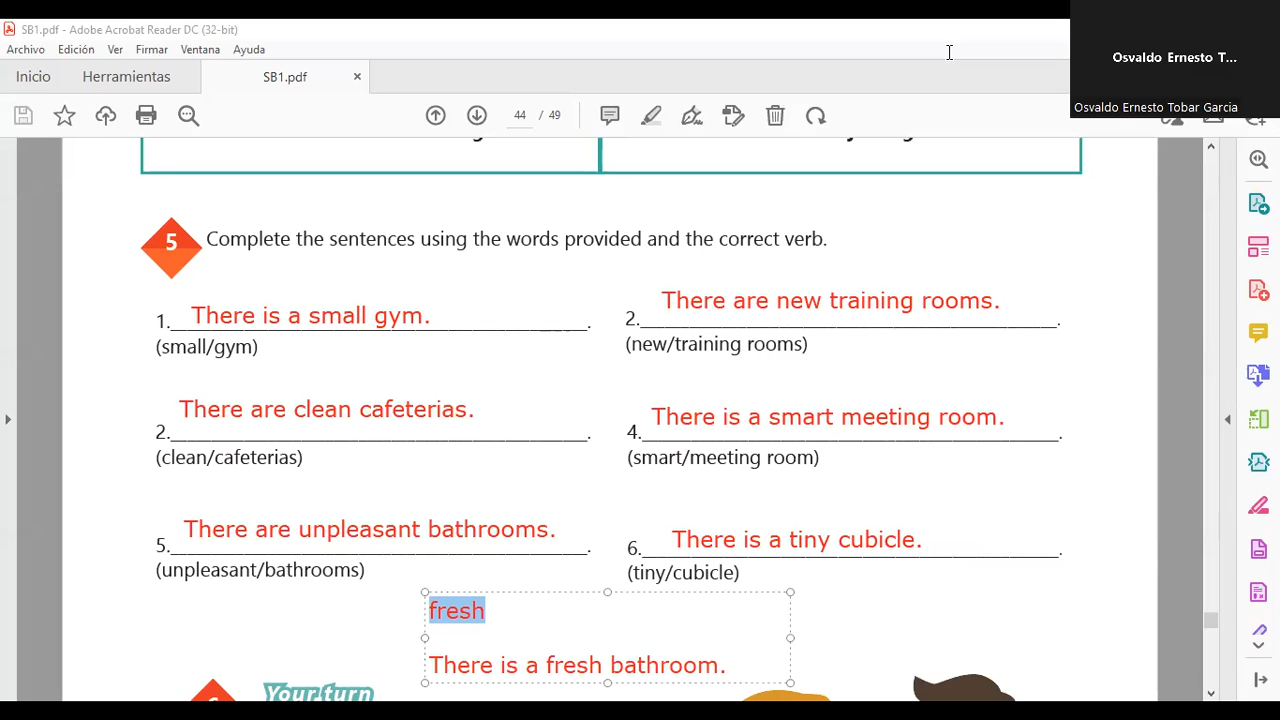 SB1.pdf - Adobe Acrobat Reader DC (32-bit)
Archivo Edición Ver Firmar Ventana Ayuda
Inicio Herramientas SB1.pdf ×
44 / 49
Osvaldo Ernesto T...
Osvaldo Ernesto Tobar Garcia
5 Complete the sentences using the words provided and the correct verb.
1. There is a small gym. .
(small/gym)
2. There are new training rooms. .
(new/training rooms)
2. There are clean cafeterias. .
(clean/cafeterias)
4. There is a smart meeting room. .
(smart/meeting room)
5. There are unpleasant bathrooms. .
(unpleasant/bathrooms)
6. There is a tiny cubicle. .
(tiny/cubicle)
fresh
There is a fresh bathroom.
Your turn